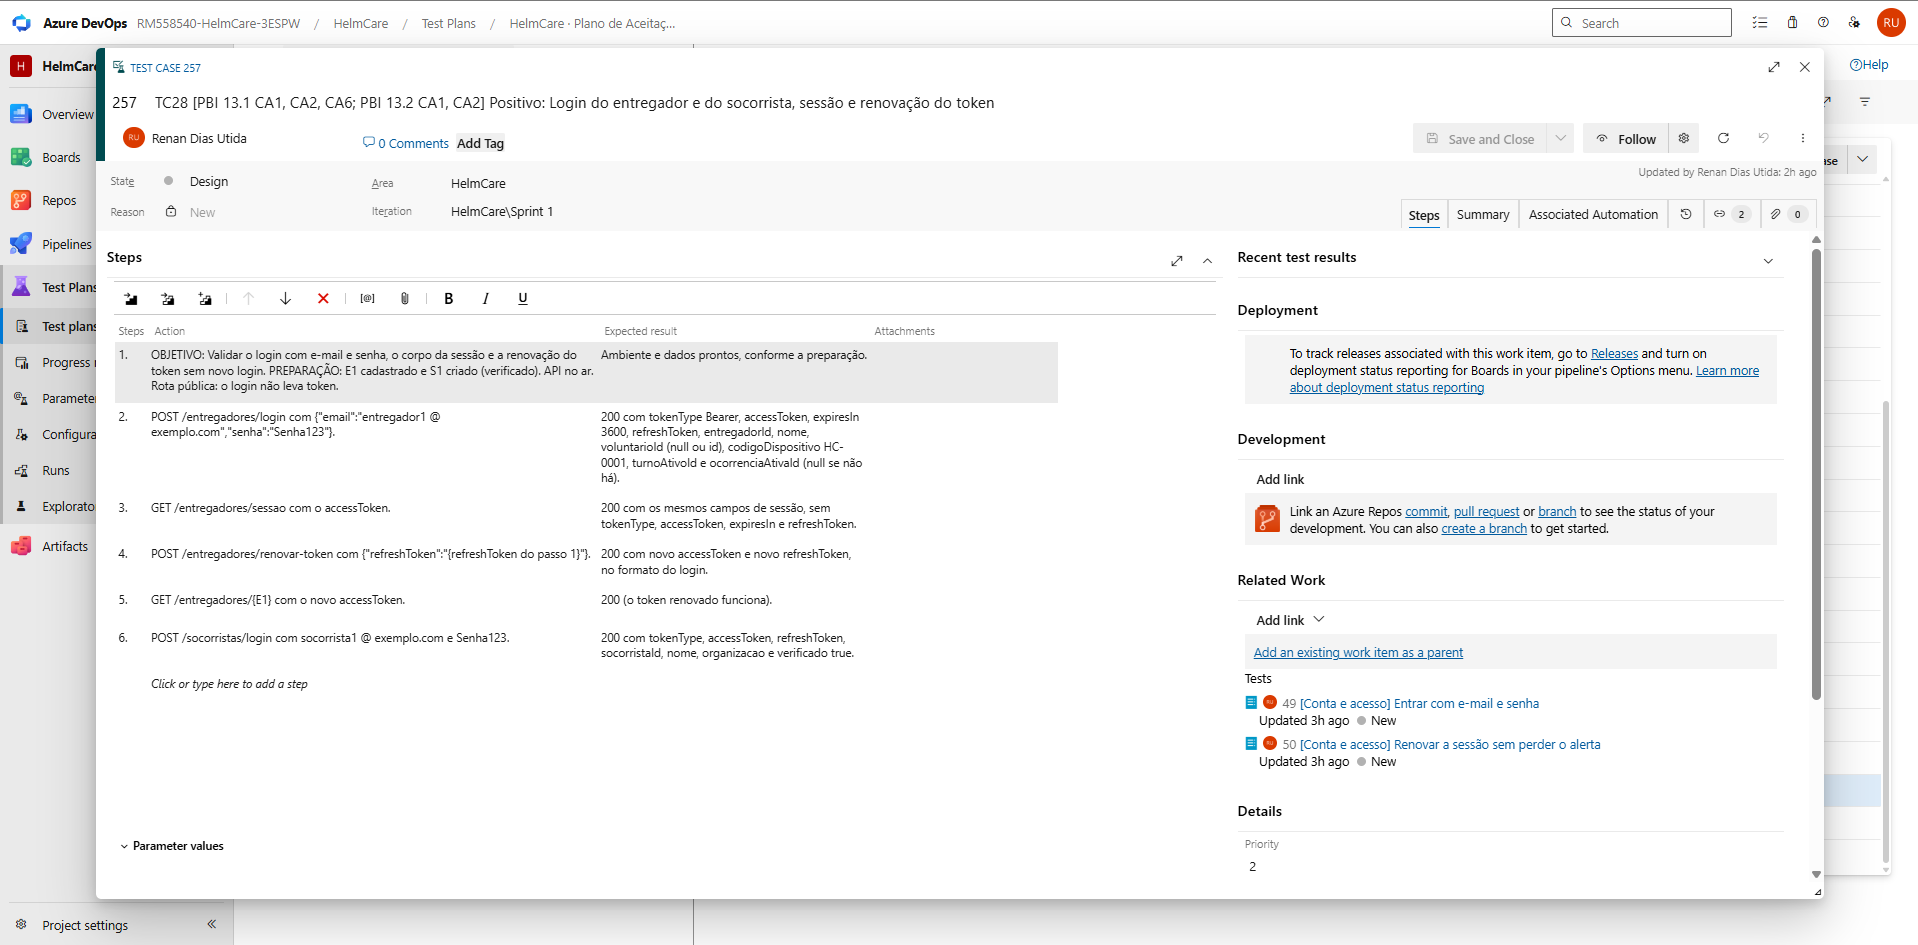 Azure DevOps RM558540-HelmCare-3ESPW / HelmCare / Test Plans / HelmCare · Plano de Aceitaç...
Search
RU
H HelmCare
Overview
Boards
Repos
Pipelines
Test Plans
Test plans
Progress r
Parameter
Configura
Runs
Explorato
Artifacts
Project settings
Help
TEST CASE 257
257 TC28 [PBI 13.1 CA1, CA2, CA6; PBI 13.2 CA1, CA2] Positivo: Login do entregador e do socorrista, sessão e renovação do token
RU Renan Dias Utida
0 Comments Add Tag
Save and Close
Follow
State Design
Area HelmCare
Updated by Renan Dias Utida: 2h ago
Reason New
Iteration HelmCare\Sprint 1
Steps Summary Associated Automation 2 0
Steps
B I U
Steps Action Expected result Attachments
1. OBJETIVO: Validar o login com e-mail e senha, o corpo da sessão e a renovação do
token sem novo login. PREPARAÇÃO: E1 cadastrado e S1 criado (verificado). API no ar.
Rota pública: o login não leva token.
Ambiente e dados prontos, conforme a preparação.
2. POST /entregadores/login com {"email":"entregador1 @
exemplo.com","senha":"Senha123"}.
200 com tokenType Bearer, accessToken, expiresIn
3600, refreshToken, entregadorId, nome,
voluntarioId (null ou id), codigoDispositivo HC-
0001, turnoAtivoId e ocorrenciaAtivaId (null se não
há).
3. GET /entregadores/sessao com o accessToken.
200 com os mesmos campos de sessão, sem
tokenType, accessToken, expiresIn e refreshToken.
4. POST /entregadores/renovar-token com {"refreshToken":"{refreshToken do passo 1}"}.
200 com novo accessToken e novo refreshToken,
no formato do login.
5. GET /entregadores/{E1} com o novo accessToken.
200 (o token renovado funciona).
6. POST /socorristas/login com socorrista1 @ exemplo.com e Senha123.
200 com tokenType, accessToken, refreshToken,
socorristaId, nome, organizacao e verificado true.
Click or type here to add a step
Parameter values
Recent test results
Deployment
To track releases associated with this work item, go to Releases and turn on
deployment status reporting for Boards in your pipeline's Options menu. Learn more
about deployment status reporting
Development
Add link
Link an Azure Repos commit, pull request or branch to see the status of your
development. You can also create a branch to get started.
Related Work
Add link
Add an existing work item as a parent
Tests
49 [Conta e acesso] Entrar com e-mail e senha
Updated 3h ago New
50 [Conta e acesso] Renovar a sessão sem perder o alerta
Updated 3h ago New
Details
Priority
2